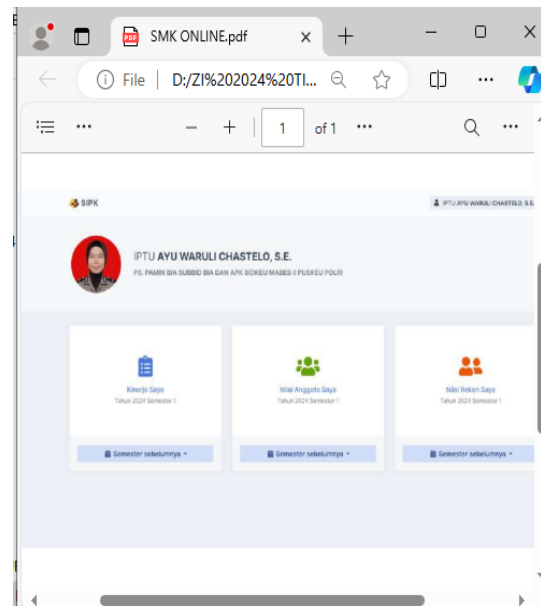 SMK ONLINE.pdf
File D:/ZI%202024%20TI...
1 of 1
SIPK
IPTU AYU WARULI CHASTELO, S.E.
IPTU AYU WARULI CHASTELO, S.E.
PS. PAMIN BIA SUBBID BIA DAN APK BIDKEU MABES II PUSKEU POLRI
Kinerja Saya
Tahun 2024 Semester 1
Semester sebelumnya
Nilai Anggota Saya
Tahun 2024 Semester 1
Semester sebelumnya
Nilai Rekan Saya
Tahun 2024 Semester 1
Semester sebelumnya